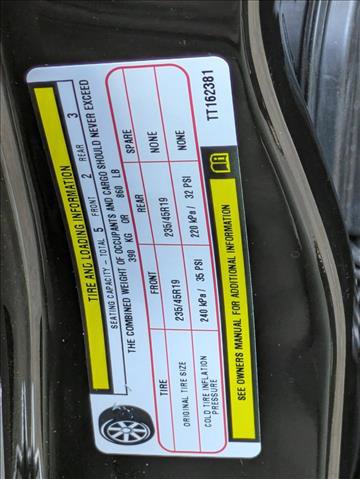 TIRE AND LOADING INFORMATION
SEATING CAPACITY - TOTAL 5 FRONT 2 REAR 3
THE COMBINED WEIGHT OF OCCUPANTS AND CARGO SHOULD NEVER EXCEED
390 KG OR 860 LB
TIRE FRONT REAR SPARE
ORIGINAL TIRE SIZE 235/45R19 235/45R19 NONE
COLD TIRE INFLATION PRESSURE 240 kPa / 35 PSI 220 kPa / 32 PSI NONE
SEE OWNERS MANUAL FOR ADDITIONAL INFORMATION
TT162381